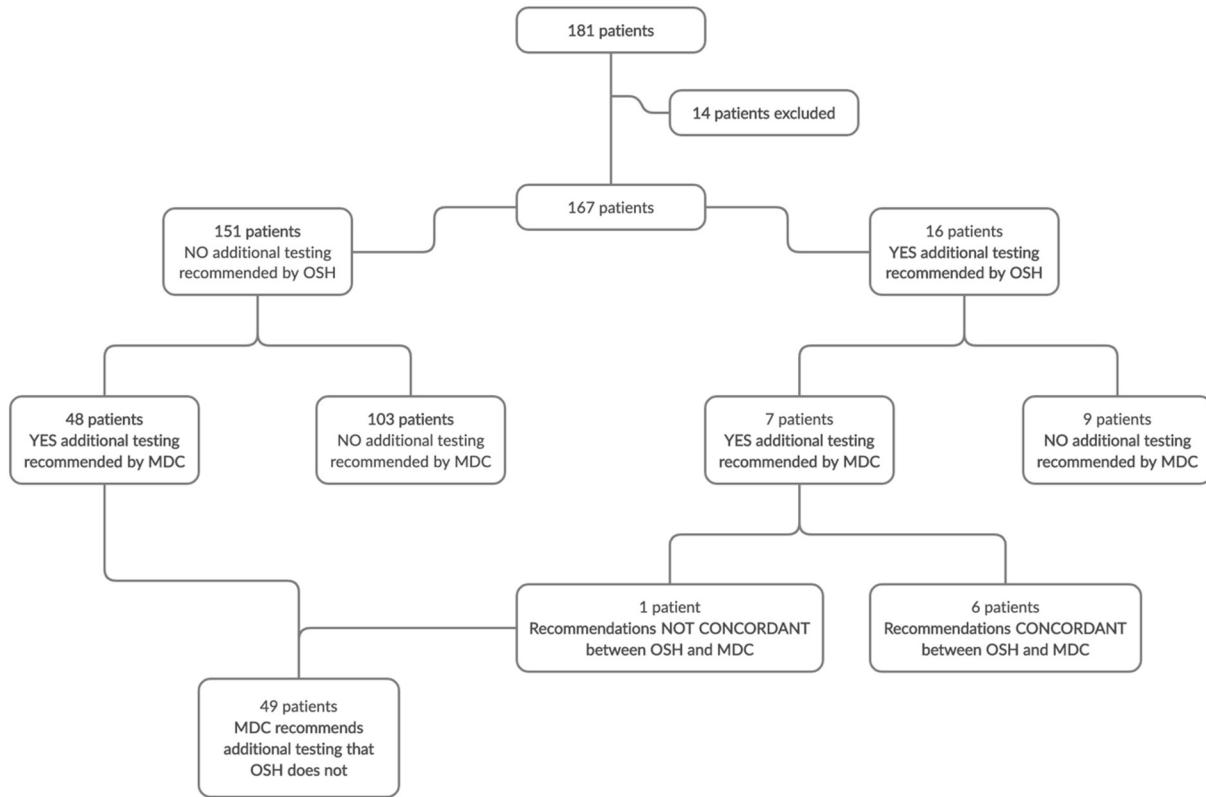 181 patients
14 patients excluded
167 patients
151 patients
NO additional testing
recommended by OSH
16 patients
YES additional testing
recommended by OSH
48 patients
YES additional testing
recommended by MDC
103 patients
NO additional testing
recommended by MDC
7 patients
YES additional testing
recommended by MDC
9 patients
NO additional testing
recommended by MDC
1 patient
Recommendations NOT CONCORDANT
between OSH and MDC
6 patients
Recommendations CONCORDANT
between OSH and MDC
49 patients
MDC recommends
additional testing that
OSH does not